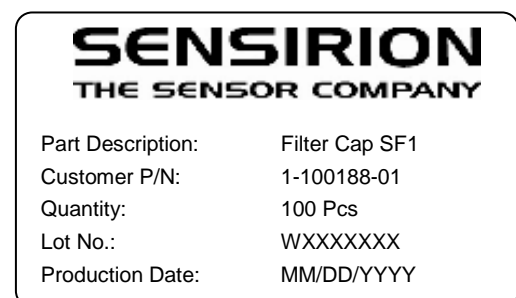 SENSIRION
THE SENSOR COMPANY
Part Description: Filter Cap SF1
Customer P/N: 1-100188-01
Quantity: 100 Pcs
Lot No.: WXXXXXXX
Production Date: MM/DD/YYYY